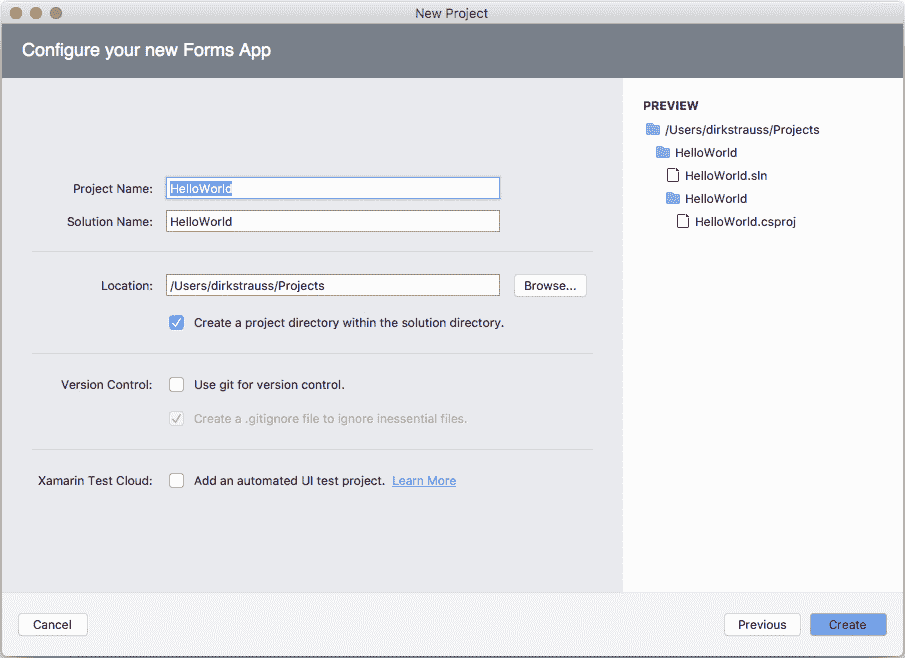 New Project
Configure your new Forms App
Project Name: HelloWorld
Solution Name: HelloWorld
Location: /Users/dirkstrauss/Projects Browse...
Create a project directory within the solution directory.
Version Control: Use git for version control.
Create a .gitignore file to ignore inessential files.
Xamarin Test Cloud: Add an automated UI test project. Learn More
PREVIEW
/Users/dirkstrauss/Projects
HelloWorld
HelloWorld.sln
HelloWorld
HelloWorld.csproj
Cancel Previous Create